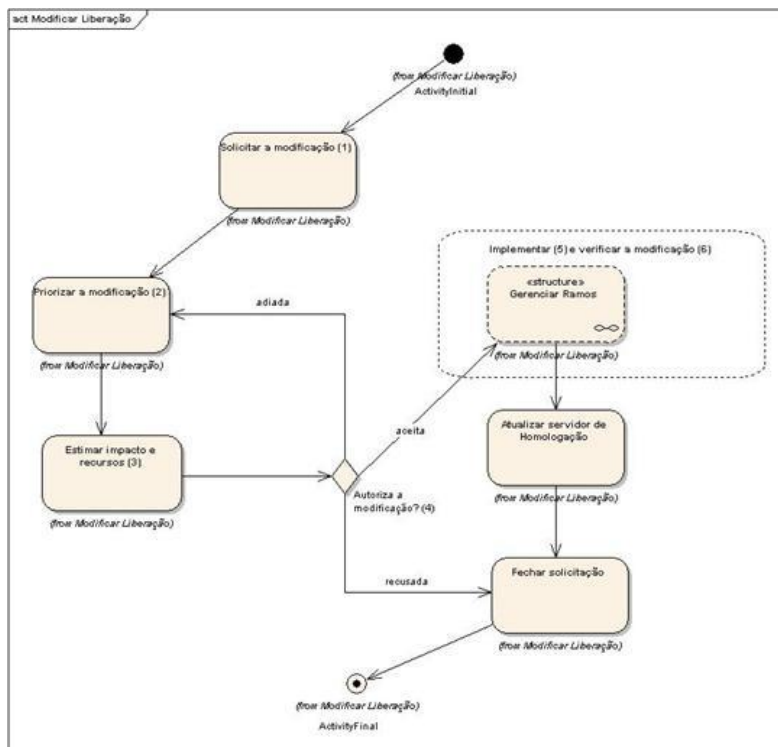 act Modificar Liberação
(from Modificar Liberação)
ActivityInitial
Solicitar a modificação (1)
(from Modificar Liberação)
Implementar (5) e verificar a modificação (6)
«structure»
Gerenciar Ramos
(from Modificar Liberação)
Priorizar a modificação (2)
(from Modificar Liberação)
adiada
aceita
Estimar impacto e
recursos (3)
(from Modificar Liberação)
Autoriza a
modificação? (4)
Atualizar servidor de
Homologação
(from Modificar Liberação)
recusada
Fechar solicitação
(from Modificar Liberação)
(from Modificar Liberação)
ActivityFinal